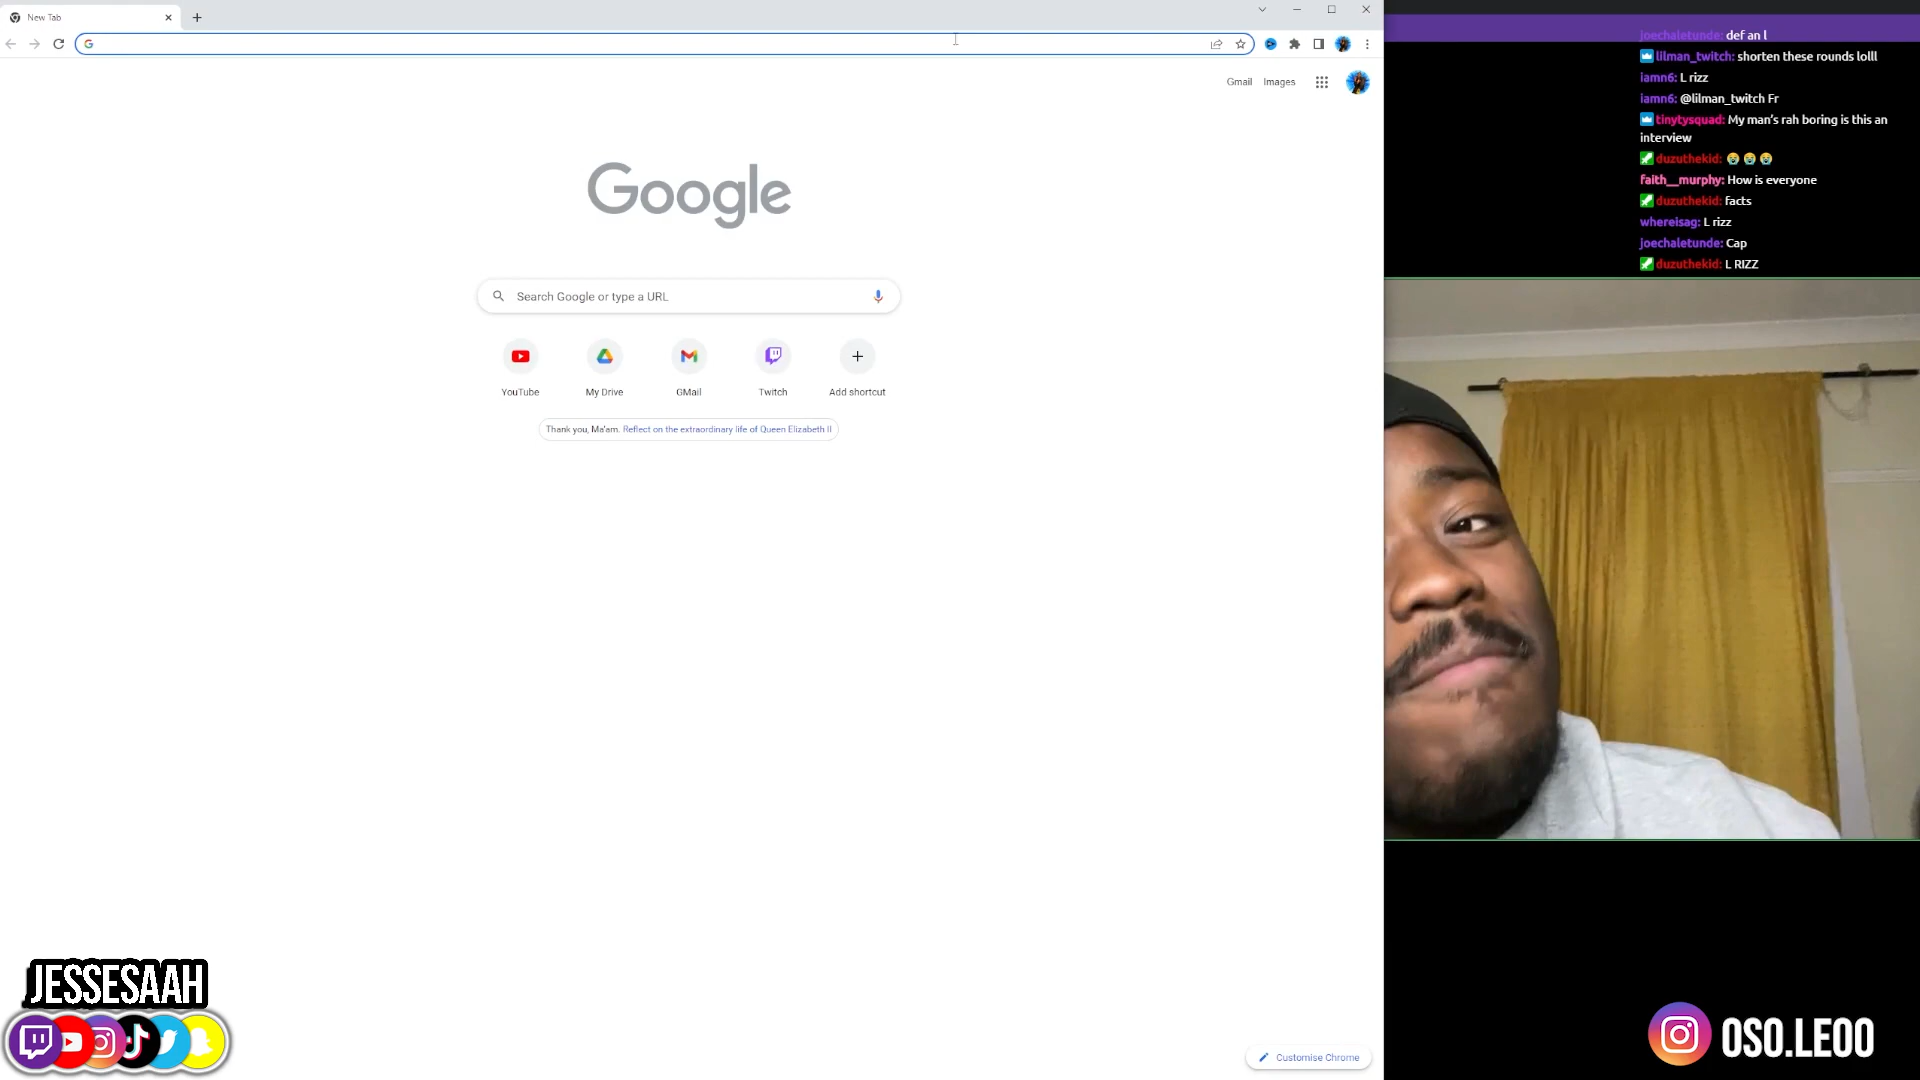 New Tab
Gmail
Images
Google
Search Google or type a URL
YouTube
My Drive
GMail
Twitch
Add shortcut
Thank you, Ma'am. Reflect on the extraordinary life of Queen Elizabeth II
Customise Chrome
JESSESAAH
joechaletunde: def an l
lilman_twitch: shorten these rounds lolll
iamn6: L rizz
iamn6: @lilman_twitch Fr
tinytysquad: My man's rah boring is this an
interview
duzuthekid: 😭 😭 😭
faith__murphy: How is everyone
duzuthekid: facts
whereisag: L rizz
joechaletunde: Cap
duzuthekid: L RIZZ
OSO.LEOO